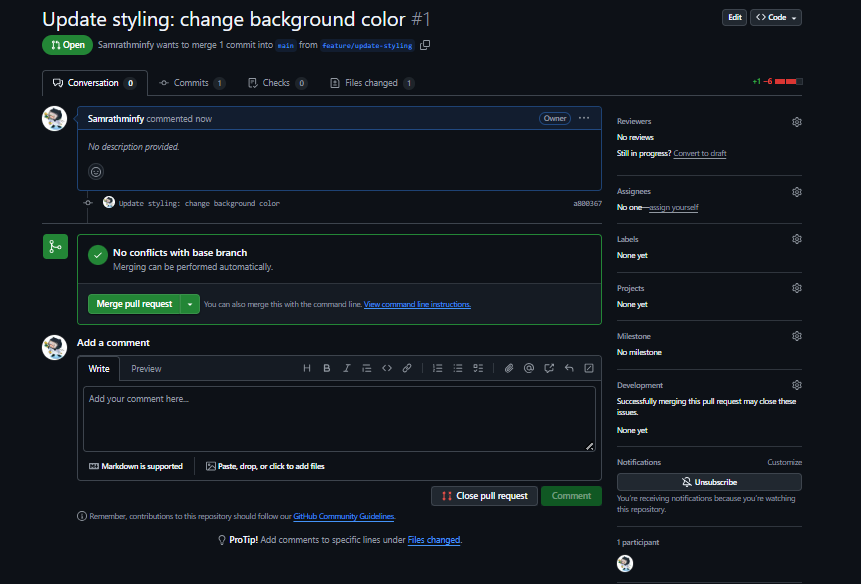 Update styling: change background color #1
Edit
Code
Open
Samrathminfy wants to merge 1 commit into main from feature/update-styling
Conversation 0
Commits 1
Checks 0
Files changed 1
+1 −6
Samrathminfy commented now
Owner
No description provided.
Update styling: change background color
a800367
No conflicts with base branch
Merging can be performed automatically.
Merge pull request
You can also merge this with the command line. View command line instructions.
Add a comment
Write
Preview
Add your comment here...
Markdown is supported
Paste, drop, or click to add files
Close pull request
Comment
Remember, contributions to this repository should follow our GitHub Community Guidelines.
ProTip! Add comments to specific lines under Files changed.
Reviewers
No reviews
Still in progress? Convert to draft
Assignees
No one—assign yourself
Labels
None yet
Projects
None yet
Milestone
No milestone
Development
Successfully merging this pull request may close these
issues.
None yet
Notifications
Customize
Unsubscribe
You're receiving notifications because you're watching
this repository.
1 participant